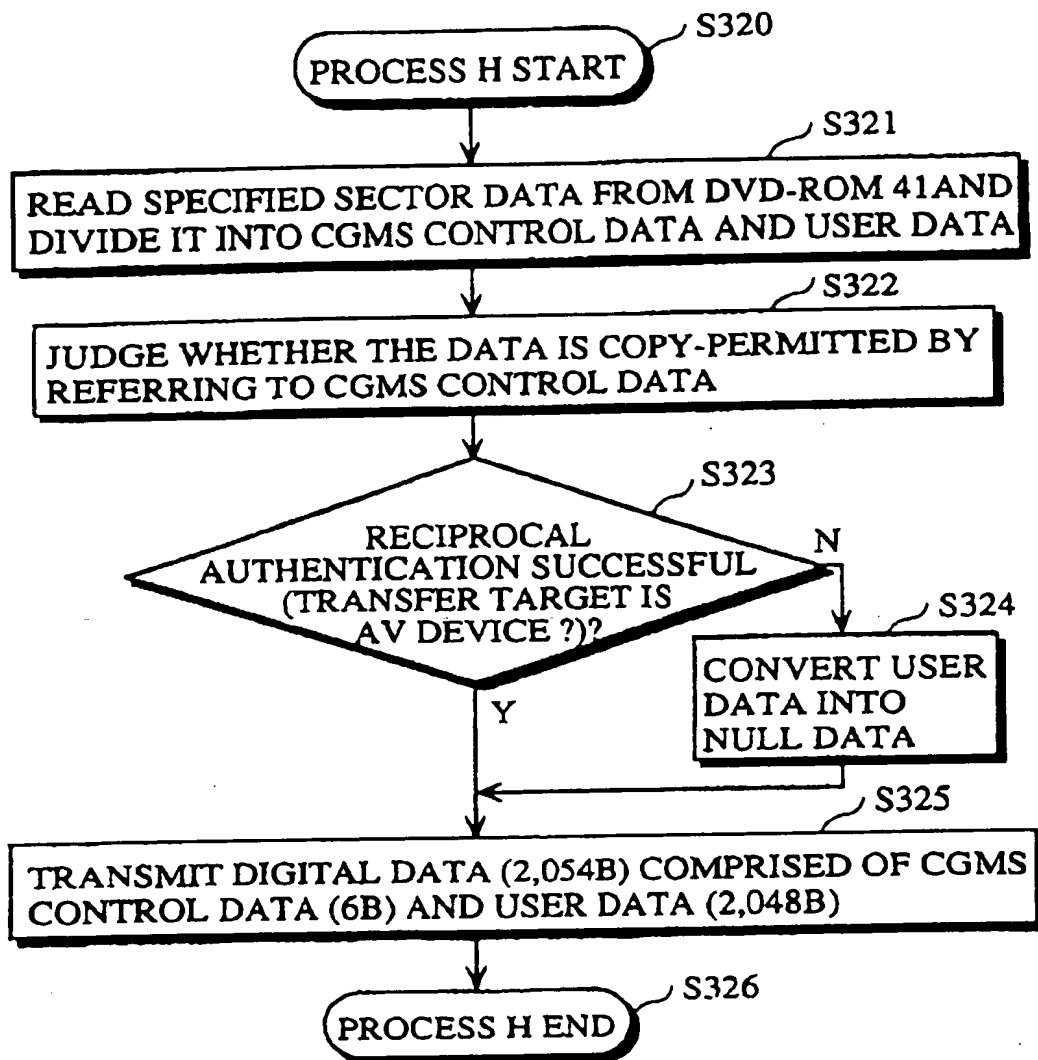 S320
PROCESS H START
S321
READ SPECIFIED SECTOR DATA FROM DVD-ROM 41AND
DIVIDE IT INTO CGMS CONTROL DATA AND USER DATA
S322
JUDGE WHETHER THE DATA IS COPY-PERMITTED BY
REFERRING TO CGMS CONTROL DATA
S323
RECIPROCAL
AUTHENTICATION SUCCESSFUL
(TRANSFER TARGET IS
AV DEVICE ?)?
N
S324
CONVERT USER
DATA INTO
NULL DATA
Y
S325
TRANSMIT DIGITAL DATA (2,054B) COMPRISED OF CGMS
CONTROL DATA (6B) AND USER DATA (2,048B)
S326
PROCESS H END